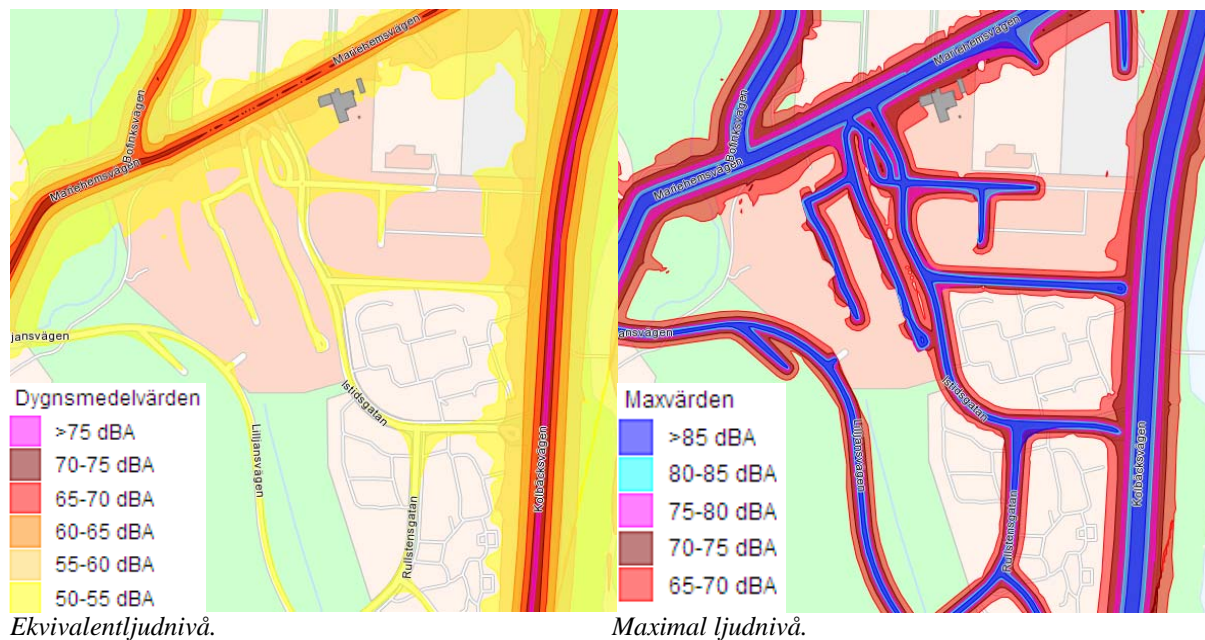 Mariehemsvägen
Bofinksvägen
Mariehemsvägen
jansvägen
Istidsgatan
Liljansvägen
Rullstensgatan
Kolbäcksvägen
Dygnsmedelvärden
>75 dBA
70-75 dBA
65-70 dBA
60-65 dBA
55-60 dBA
50-55 dBA
Ekvivalentljudnivå.
Mariehemsvägen
Bofinksvägen
Mariehemsvägen
jansvägen
Istidsgatan
Liljansvägen
Rullstensgatan
Kolbäcksvägen
Maxvärden
>85 dBA
80-85 dBA
75-80 dBA
70-75 dBA
65-70 dBA
Maximal ljudnivå.